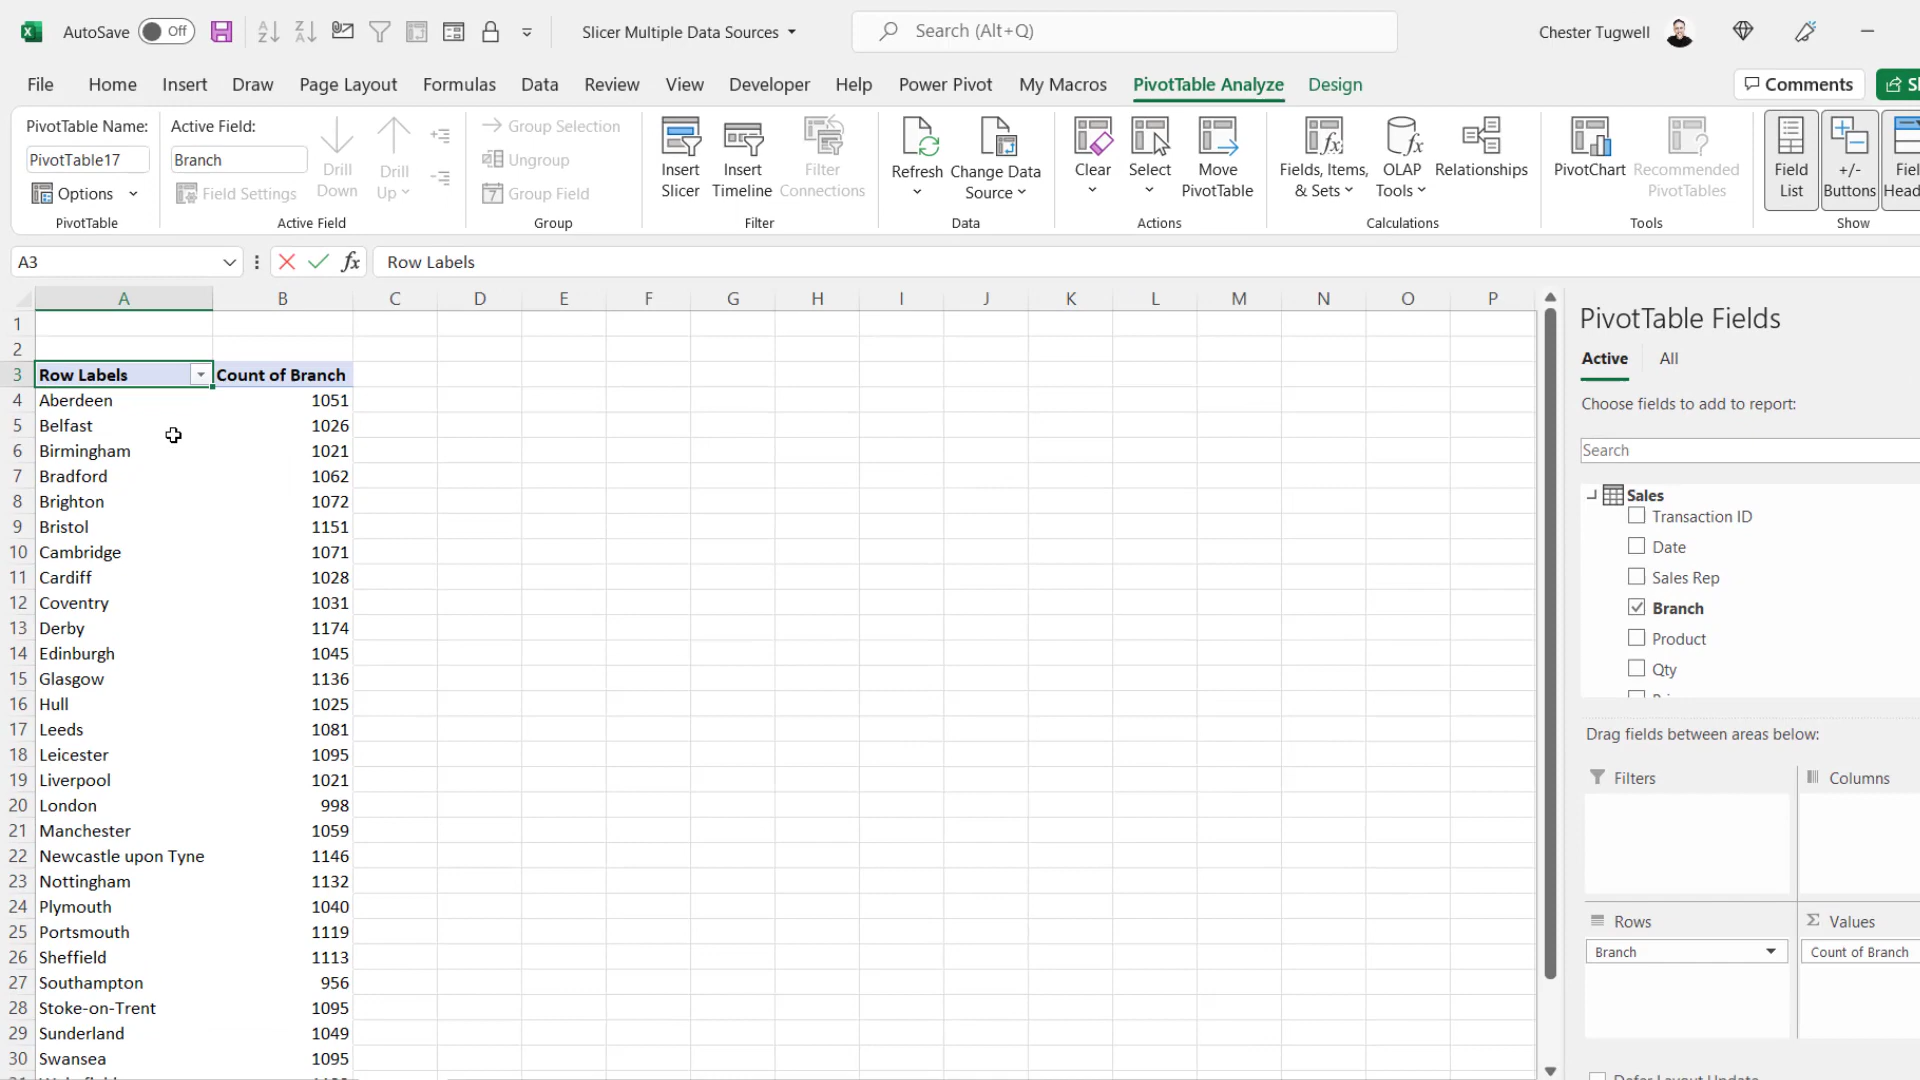 AutoSave Off Slicer Multiple Data Sources Search (Alt+Q) Chester Tugwell
File Home Insert Draw Page Layout Formulas Data Review View Developer Help Power Pivot My Macros PivotTable Analyze Design Comments
PivotTable Name:
PivotTable17
Options
PivotTable
Active Field:
Branch
Field Settings
Drill Down
Drill Up
Active Field
Group Selection
Ungroup
Group Field
Group
Insert Slicer
Insert Timeline
Filter Connections
Filter
Refresh
Change Data Source
Data
Clear
Select
Move PivotTable
Actions
Fields, Items, & Sets
OLAP Tools
Relationships
Calculations
PivotChart
Recommended PivotTables
Tools
Field List
+/- Buttons
Show
A3 fx Row Labels
A B C D E F G H I J K L M N O P
1
2
3 Row Labels Count of Branch
4 Aberdeen 1051
5 Belfast 1026
6 Birmingham 1021
7 Bradford 1062
8 Brighton 1072
9 Bristol 1151
10 Cambridge 1071
11 Cardiff 1028
12 Coventry 1031
13 Derby 1174
14 Edinburgh 1045
15 Glasgow 1136
16 Hull 1025
17 Leeds 1081
18 Leicester 1095
19 Liverpool 1021
20 London 998
21 Manchester 1059
22 Newcastle upon Tyne 1146
23 Nottingham 1132
24 Plymouth 1040
25 Portsmouth 1119
26 Sheffield 1113
27 Southampton 956
28 Stoke-on-Trent 1095
29 Sunderland 1049
30 Swansea 1095
PivotTable Fields
Active All
Choose fields to add to report:
Search
Sales
Transaction ID
Date
Sales Rep
Branch
Product
Qty
Drag fields between areas below:
Filters
Columns
Rows
Branch
Values
Count of Branch